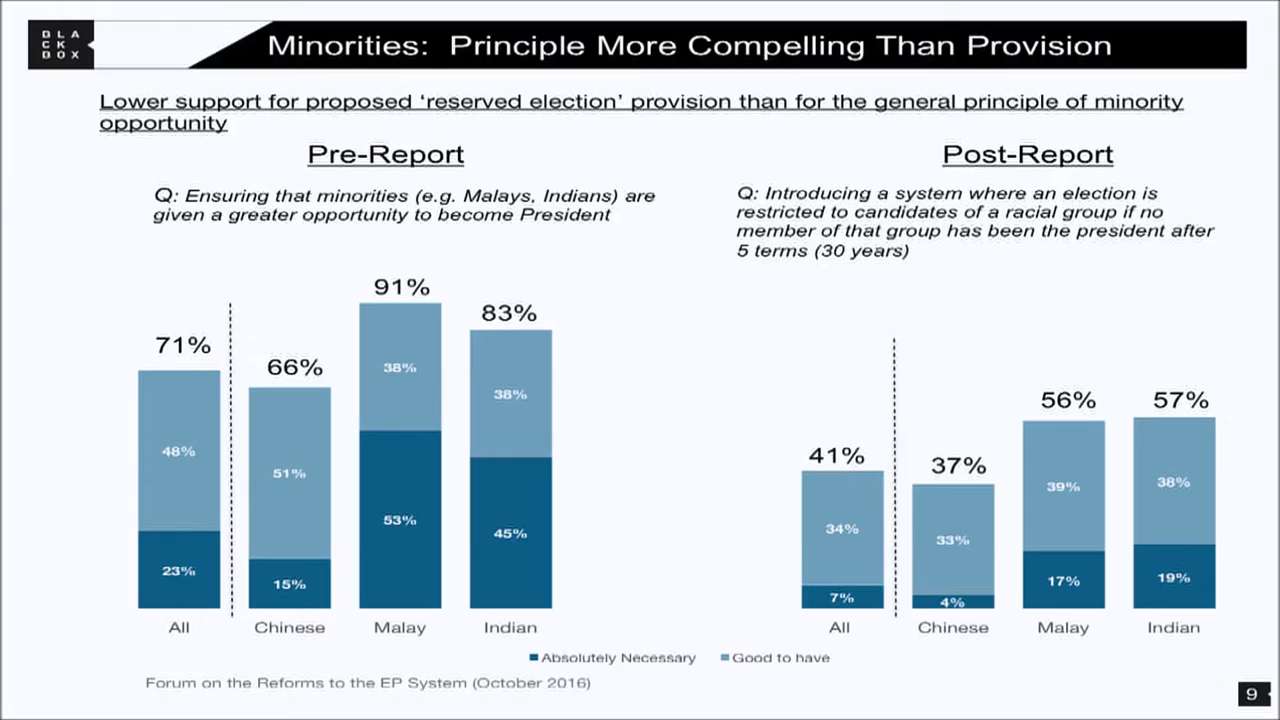 BLA
CK
BOX
Minorities: Principle More Compelling Than Provision
Lower support for proposed ‘reserved election’ provision than for the general principle of minority
opportunity
Pre-Report
Q: Ensuring that minorities (e.g. Malays, Indians) are
given a greater opportunity to become President
71%
66%
91%
83%
48%
51%
38%
38%
23%
15%
53%
45%
All
Chinese
Malay
Indian
Post-Report
Q: Introducing a system where an election is
restricted to candidates of a racial group if no
member of that group has been the president after
5 terms (30 years)
41%
37%
56%
57%
34%
33%
39%
38%
7%
4%
17%
19%
All
Chinese
Malay
Indian
Absolutely Necessary
Good to have
Forum on the Reforms to the EP System (October 2016)
9